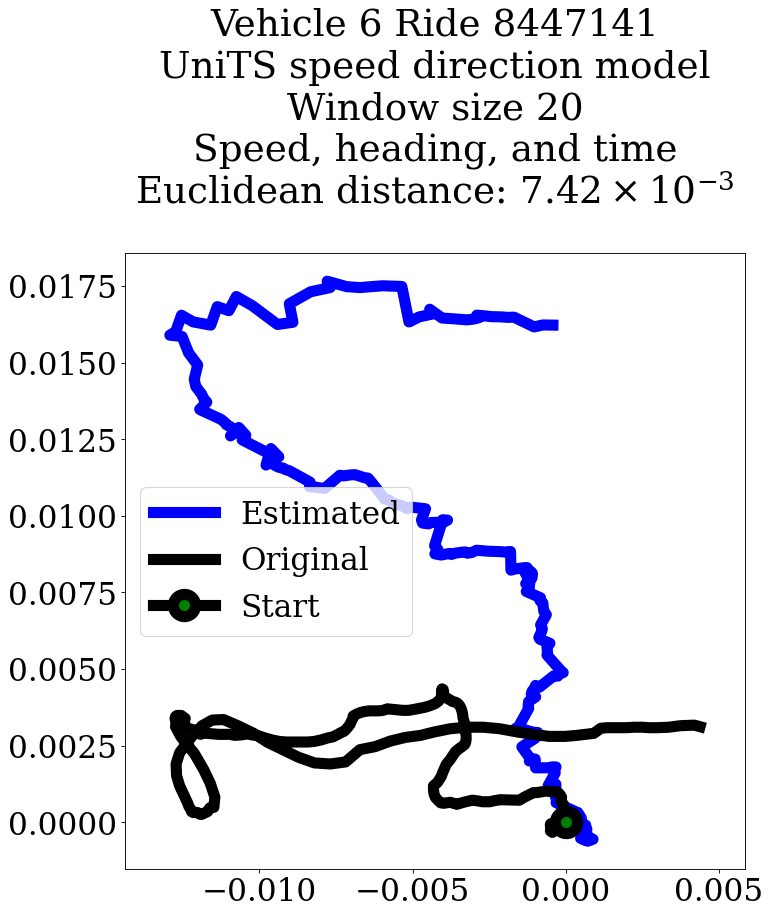 Vehicle 6 Ride 8447141
UniTS speed direction model
Window size 20
Speed, heading, and time
Euclidean distance: 7.42 × 10⁻³
0.0175
0.0150
0.0125
0.0100
0.0075
0.0050
0.0025
0.0000
Estimated
Original
Start
−0.010 −0.005 0.000 0.005